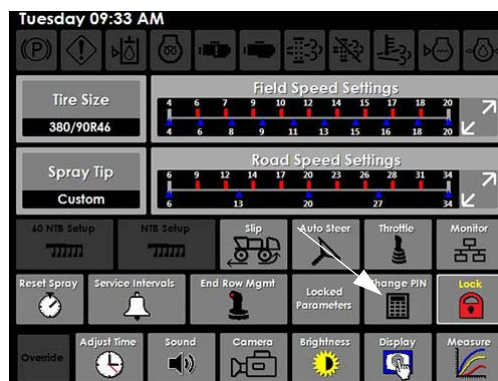 Tuesday 09:33 AM
(P)
Tire Size
380/90R46
Field Speed Settings
4 6 7 9 10 12 14 15 17 18 20
4 6 8 9 11 13 15 16 18 20
Spray Tip
Custom
Road Speed Settings
6 9 12 14 17 20 23 26 28 31 34
6 13 20 27 34
60 NTB Setup
NTB Setup
Slip
Auto Steer
Throttle
Monitor
Reset Spray
Service Intervals
End Row Mgmt
Locked
Parameters
Change PIN
Lock
Override
Adjust Time
Sound
Camera
Brightness
Display
Measure